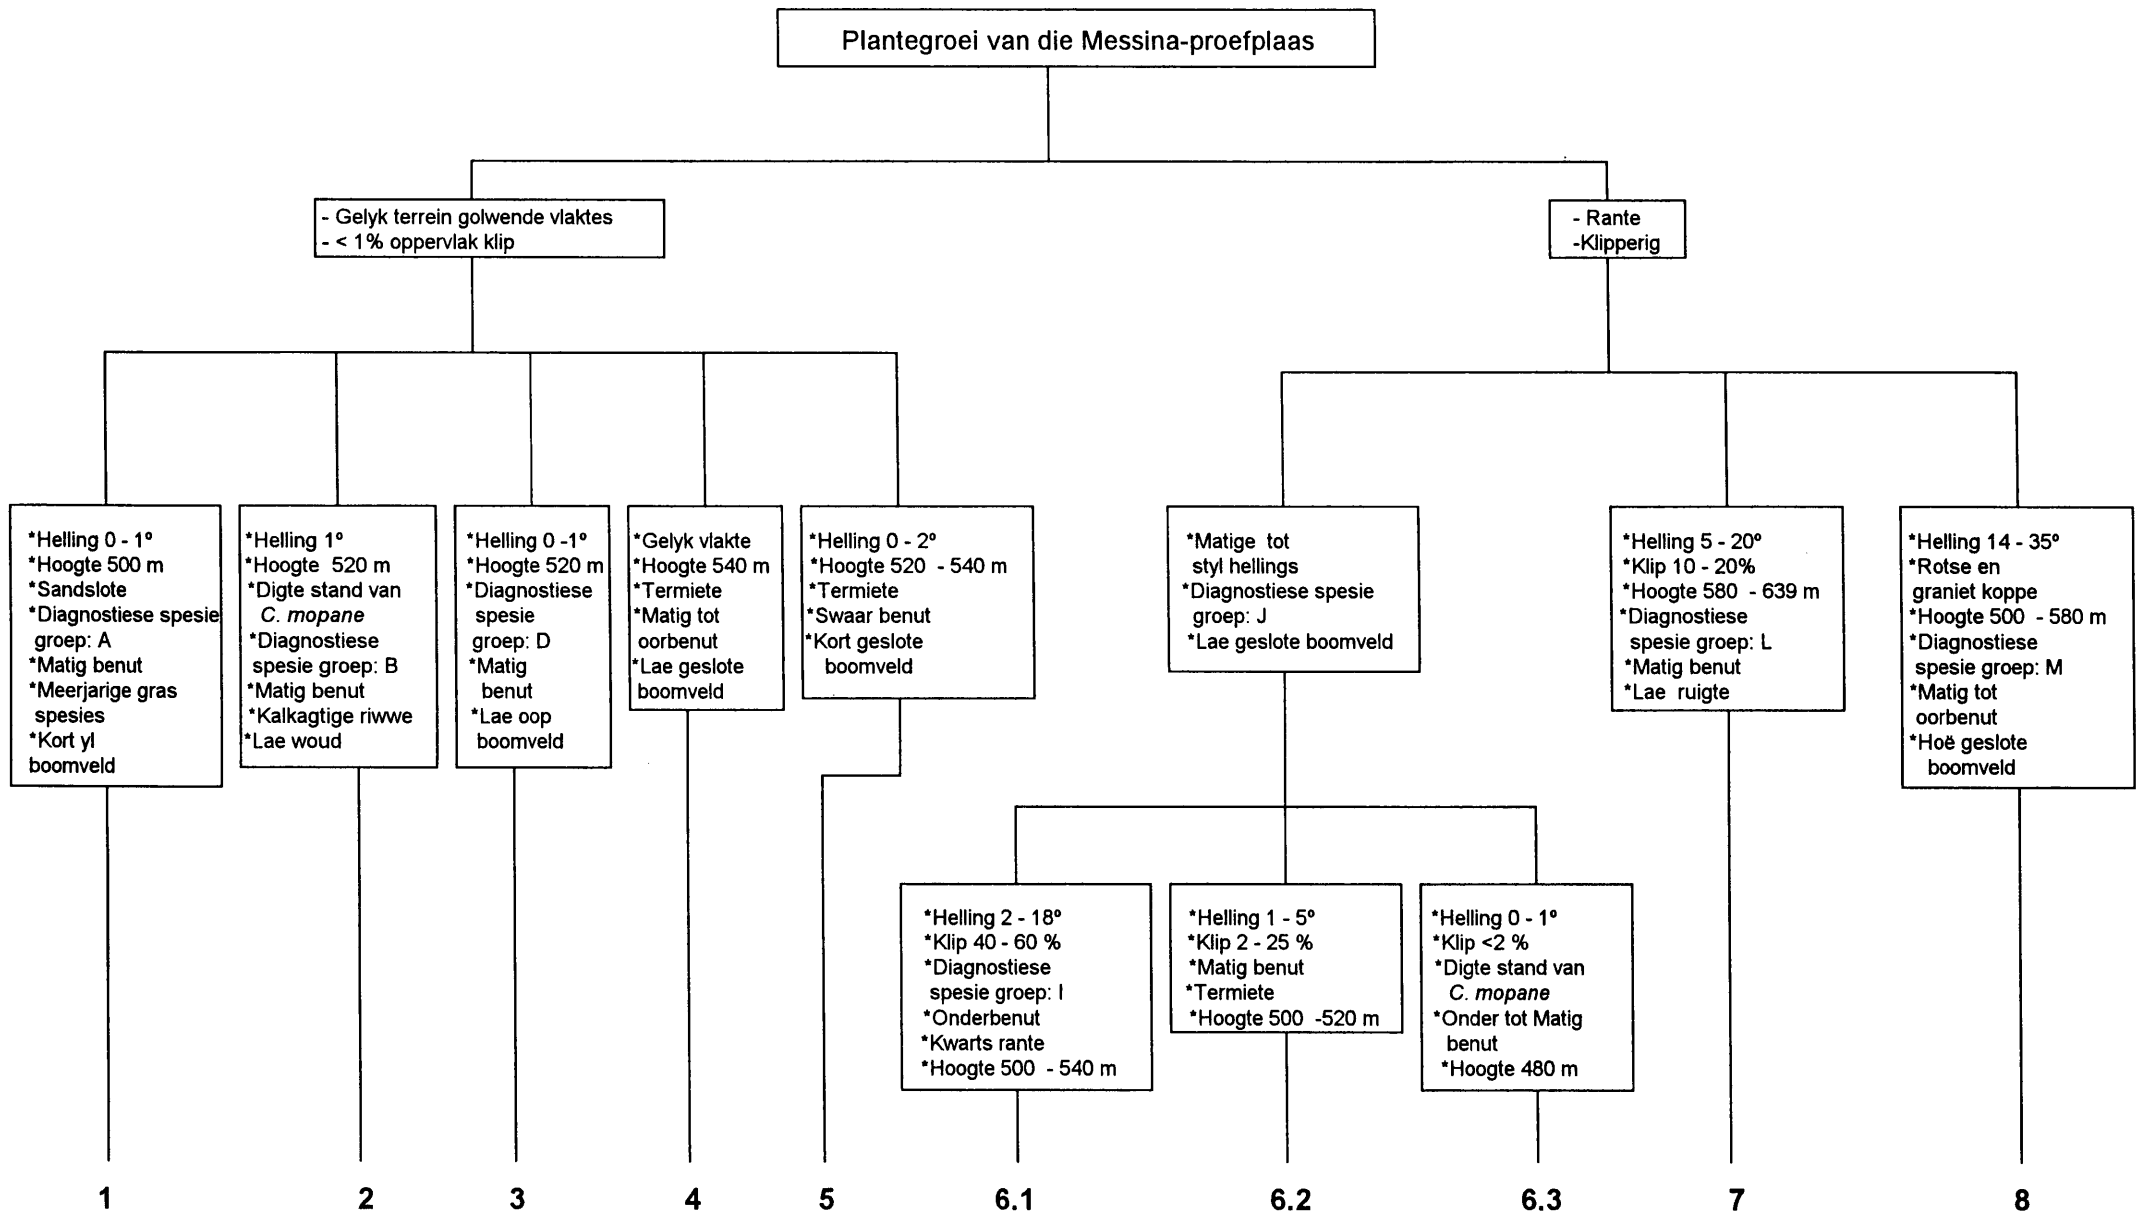 Plantegroei van die Messina-proefplaas
- Gelyk terrein golwende vlaktes
- < 1% oppervlak klip
- Rante
-Klipperig
*Helling 0 - 1º
*Hoogte 500 m
*Sandslote
*Diagnostiese spesie
groep: A
*Matig benut
*Meerjarige gras
spesies
*Kort yl
boomveld
*Helling 1º
*Hoogte 520 m
*Digte stand van
C. mopane
*Diagnostiese
spesie groep: B
*Matig benut
*Kalkagtige riwwe
*Lae woud
*Helling 0 -1º
*Hoogte 520 m
*Diagnostiese
spesie
groep: D
*Matig
benut
*Lae oop
boomveld
*Gelyk vlakte
*Hoogte 540 m
*Termiete
*Matig tot
oorbenut
*Lae geslote
boomveld
*Helling 0 - 2º
*Hoogte 520 - 540 m
*Termiete
*Swaar benut
*Kort geslote
boomveld
*Matige tot
styl hellings
*Diagnostiese spesie
groep: J
*Lae geslote boomveld
*Helling 5 - 20º
*Klip 10 - 20%
*Hoogte 580 - 639 m
*Diagnostiese
spesie groep: L
*Matig benut
*Lae ruigte
*Helling 14 - 35º
*Rotse en
graniet koppe
*Hoogte 500 - 580 m
*Diagnostiese
spesie groep: M
*Matig tot
oorbenut
*Hoë geslote
boomveld
*Helling 2 - 18º
*Klip 40 - 60 %
*Diagnostiese
spesie groep: I
*Onderbenut
*Kwarts rante
*Hoogte 500 - 540 m
*Helling 1 - 5º
*Klip 2 - 25 %
*Matig benut
*Termiete
*Hoogte 500 -520 m
*Helling 0 - 1º
*Klip <2 %
*Digte stand van
C. mopane
*Onder tot Matig
benut
*Hoogte 480 m
1 2 3 4 5 6.1 6.2 6.3 7 8